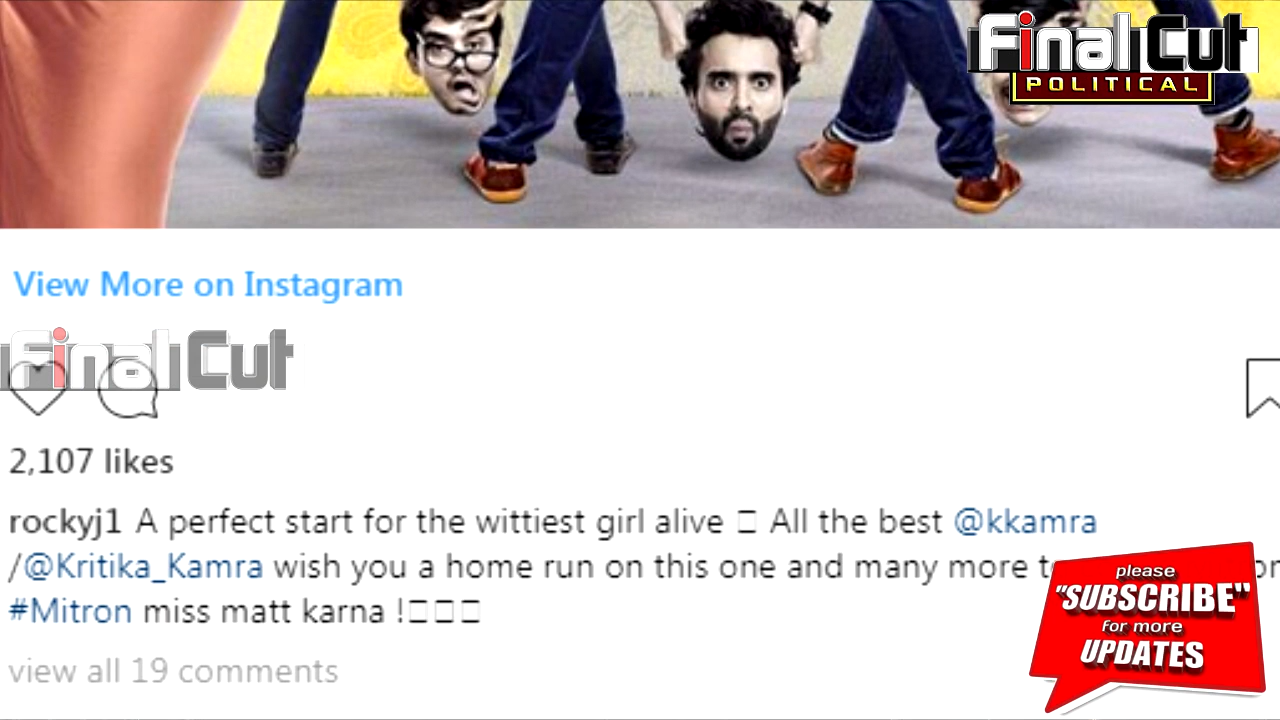 Final Cut
POLITICAL
View More on Instagram
Final Cut
2,107 likes
rockyj1 A perfect start for the wittiest girl alive All the best @kkamra
/@Kritika_Kamra wish you a home run on this one and many more
#Mitron miss matt karna !
view all 19 comments
please
"SUBSCRIBE"
for more
UPDATES